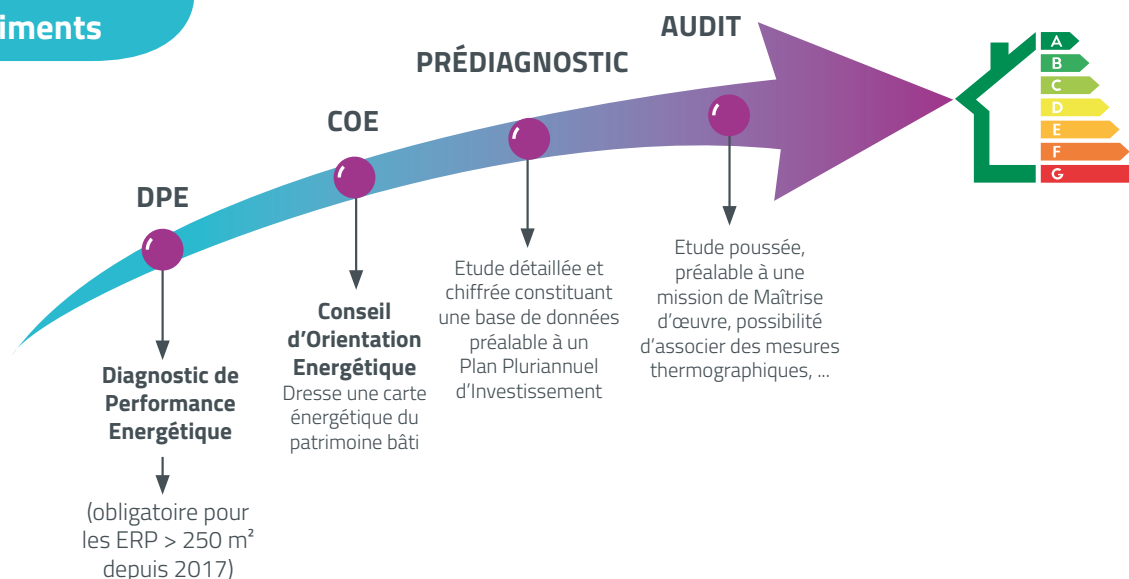 iments
DPE
Diagnostic de
Performance
Energétique
(obligatoire pour
les ERP > 250 m²
depuis 2017)
COE
Conseil
d'Orientation
Energétique
Dresse une carte
énergétique du
patrimoine bâti
PRÉDIAGNOSTIC
Etude détaillée et
chiffrée constituant
une base de données
préalable à un
Plan Pluriannuel
d'Investissement
AUDIT
Etude poussée,
préalable à une
mission de Maîtrise
d'œuvre, possibilité
d'associer des mesures
thermographiques, ...
A
B
C
D
E
F
G